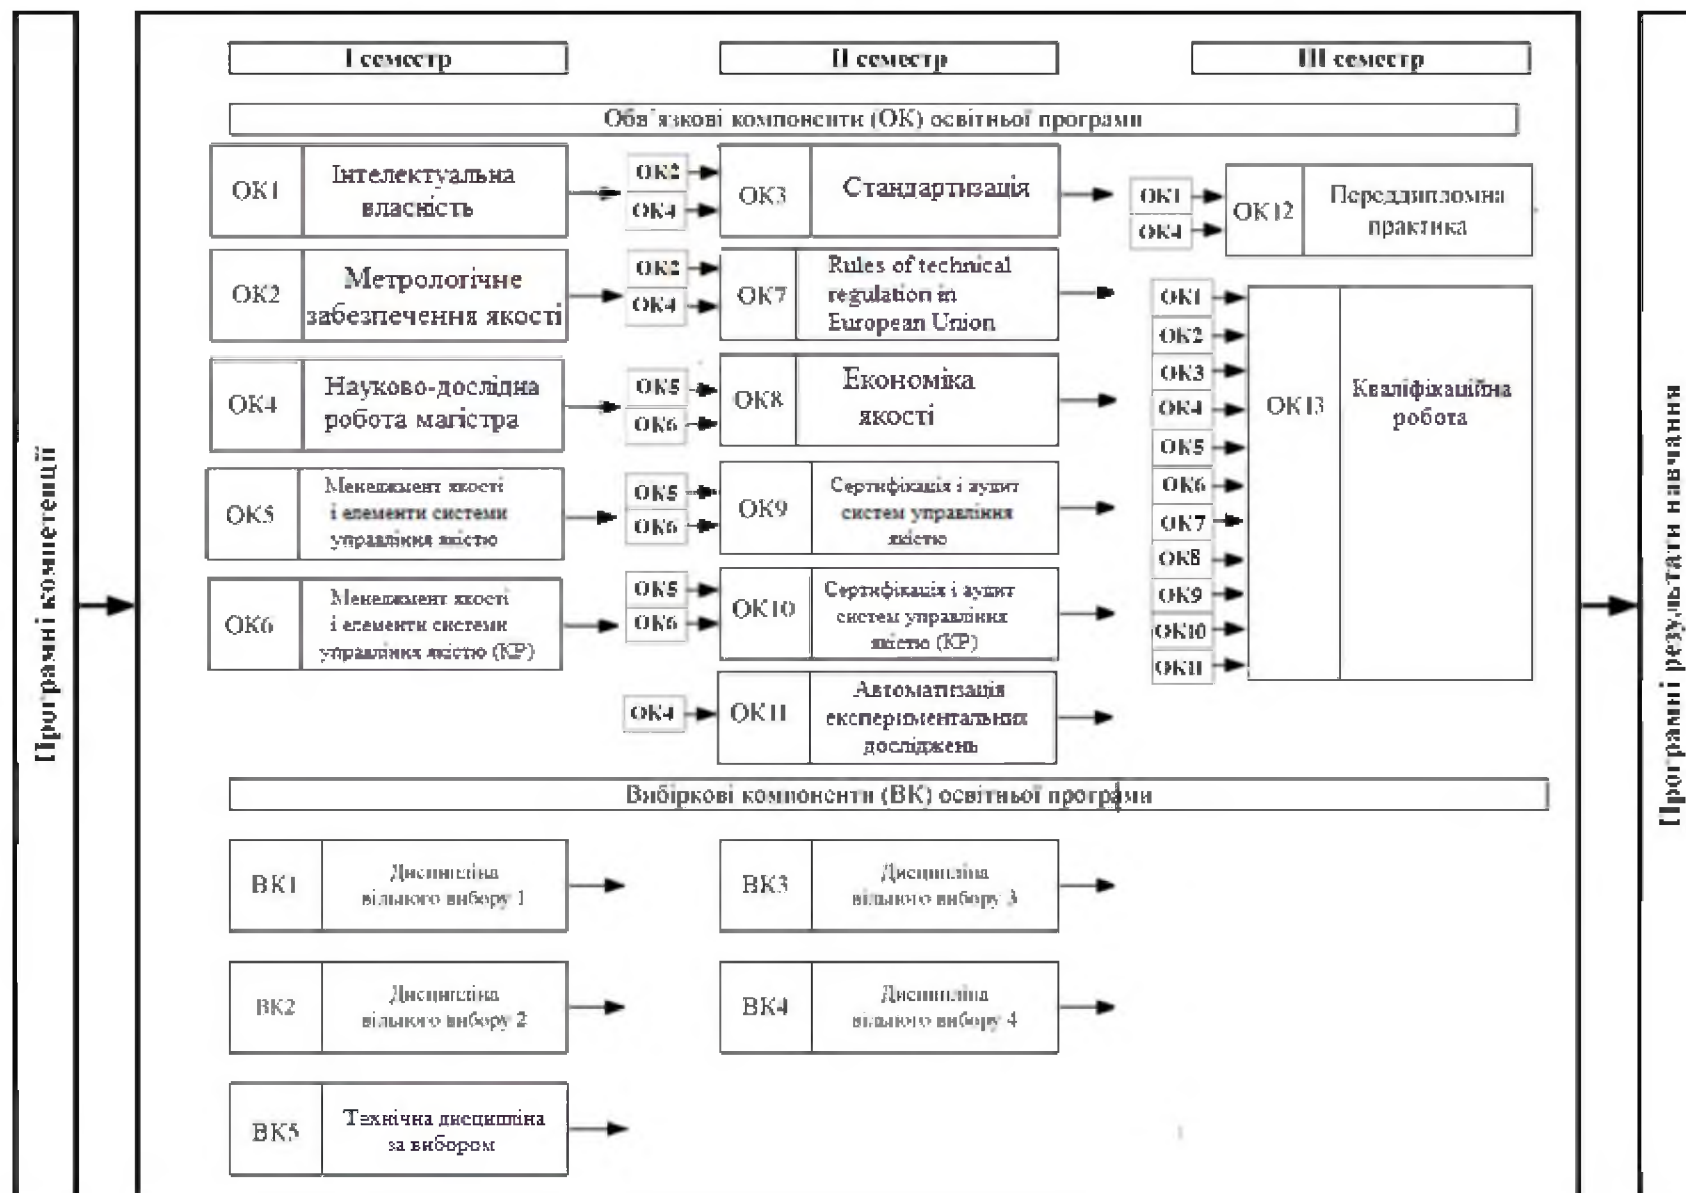 Програмні компетенції
I семестр
II семестр
III семестр
Обв'язкові компоненти (ОК) освітньої програми
ОК1
Інтелектуальна
власність
ОК2
ОК4
ОК3
Стандартизація
ОК1
ОК4
ОК12
Переддипломна
практика
ОК2
Метрологічне
забезпечення якості
ОК2
ОК4
ОК7
Rules of technical
regulation in
European Union
ОК4
Науково-дослідна
робота магістра
ОК5
ОК6
ОК8
Економіка
якості
ОК5
Менеджмент якості
і елементи системи
управління якістю
ОК5
ОК6
ОК9
Сертифікація і аудит
систем управління
якістю
ОК6
Менеджмент якості
і елементи системи
управління якістю (КР)
ОК5
ОК6
ОК10
Сертифікація і аудит
систем управління
якістю (КР)
ОК4
ОК11
Автоматизація
експериментальних
досліджень
ОК1
ОК2
ОК3
ОК4
ОК5
ОК6
ОК7
ОК8
ОК9
ОК10
ОК11
ОК13
Кваліфікаційна
робота
Вибіркові компоненти (ВК) освітньої програми
ВК1
Дисципліна
вільного вибору 1
ВК3
Дисципліна
вільного вибору 3
ВК2
Дисципліна
вільного вибору 2
ВК4
Дисципліна
вільного вибору 4
ВК5
Технічна дисципліна
за вибором
Програмні результати навчання